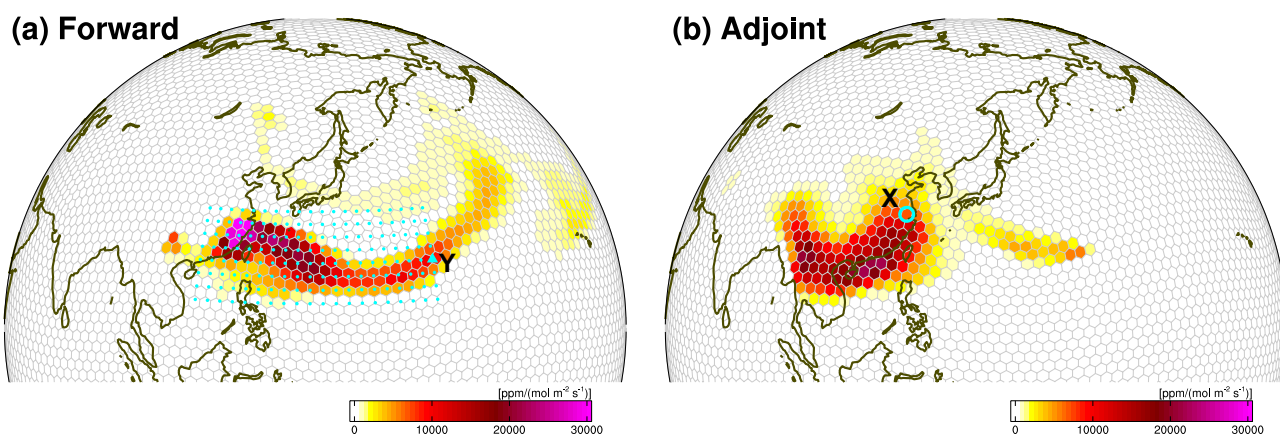 (a) Forward
(b) Adjoint
X
Y
[ppm/(mol m⁻² s⁻¹)]
0 10000 20000 30000
[ppm/(mol m⁻² s⁻¹)]
0 10000 20000 30000